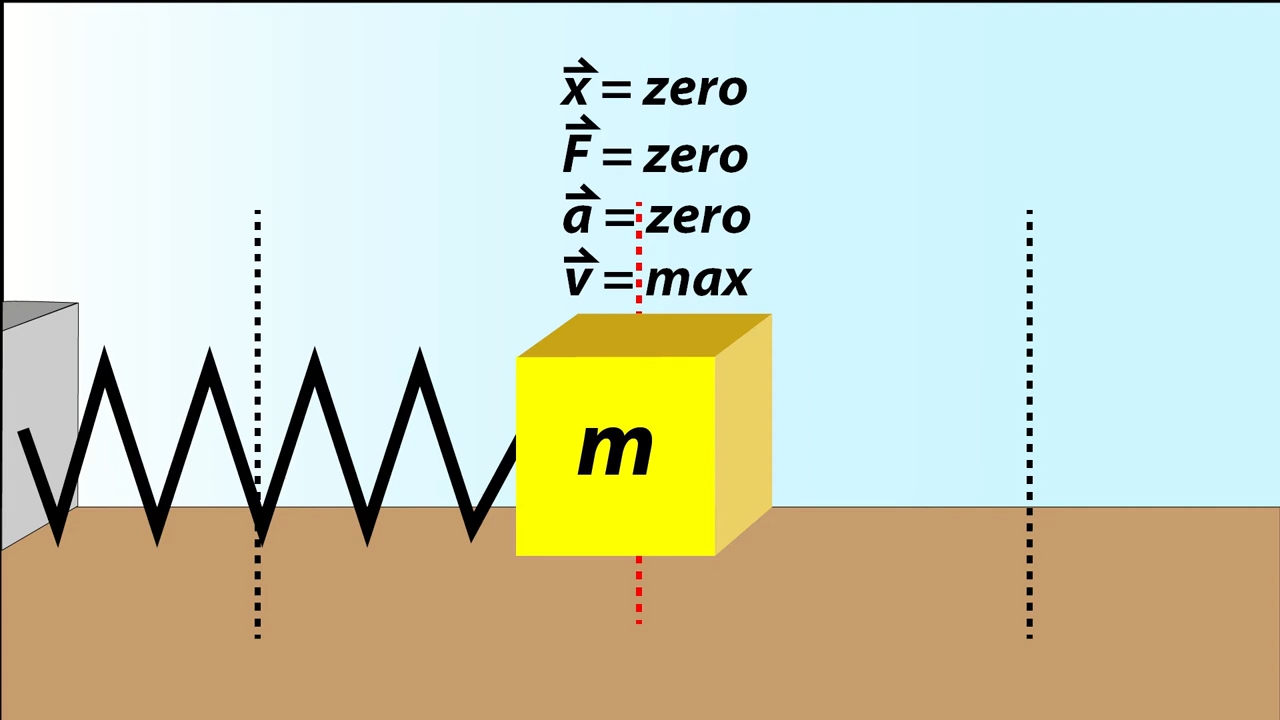 x⃗ = zero
F⃗ = zero
a⃗ = zero
v⃗ = max
m